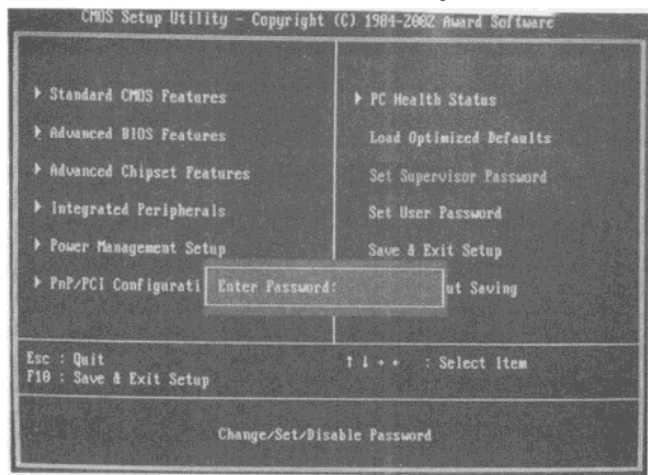 CMOS Setup Utility - Copyright (C) 1984-2002 Award Software
▶ Standard CMOS Features
▶ Advanced BIOS Features
▶ Advanced Chipset Features
▶ Integrated Peripherals
▶ Power Management Setup
▶ PnP/PCI Configurati
▶ PC Health Status
Load Optimized Defaults
Set Supervisor Password
Set User Password
Save & Exit Setup
ut Saving
Enter Password:
Esc : Quit
F10 : Save & Exit Setup
↑ ↓ → ← : Select Item
Change/Set/Disable Password